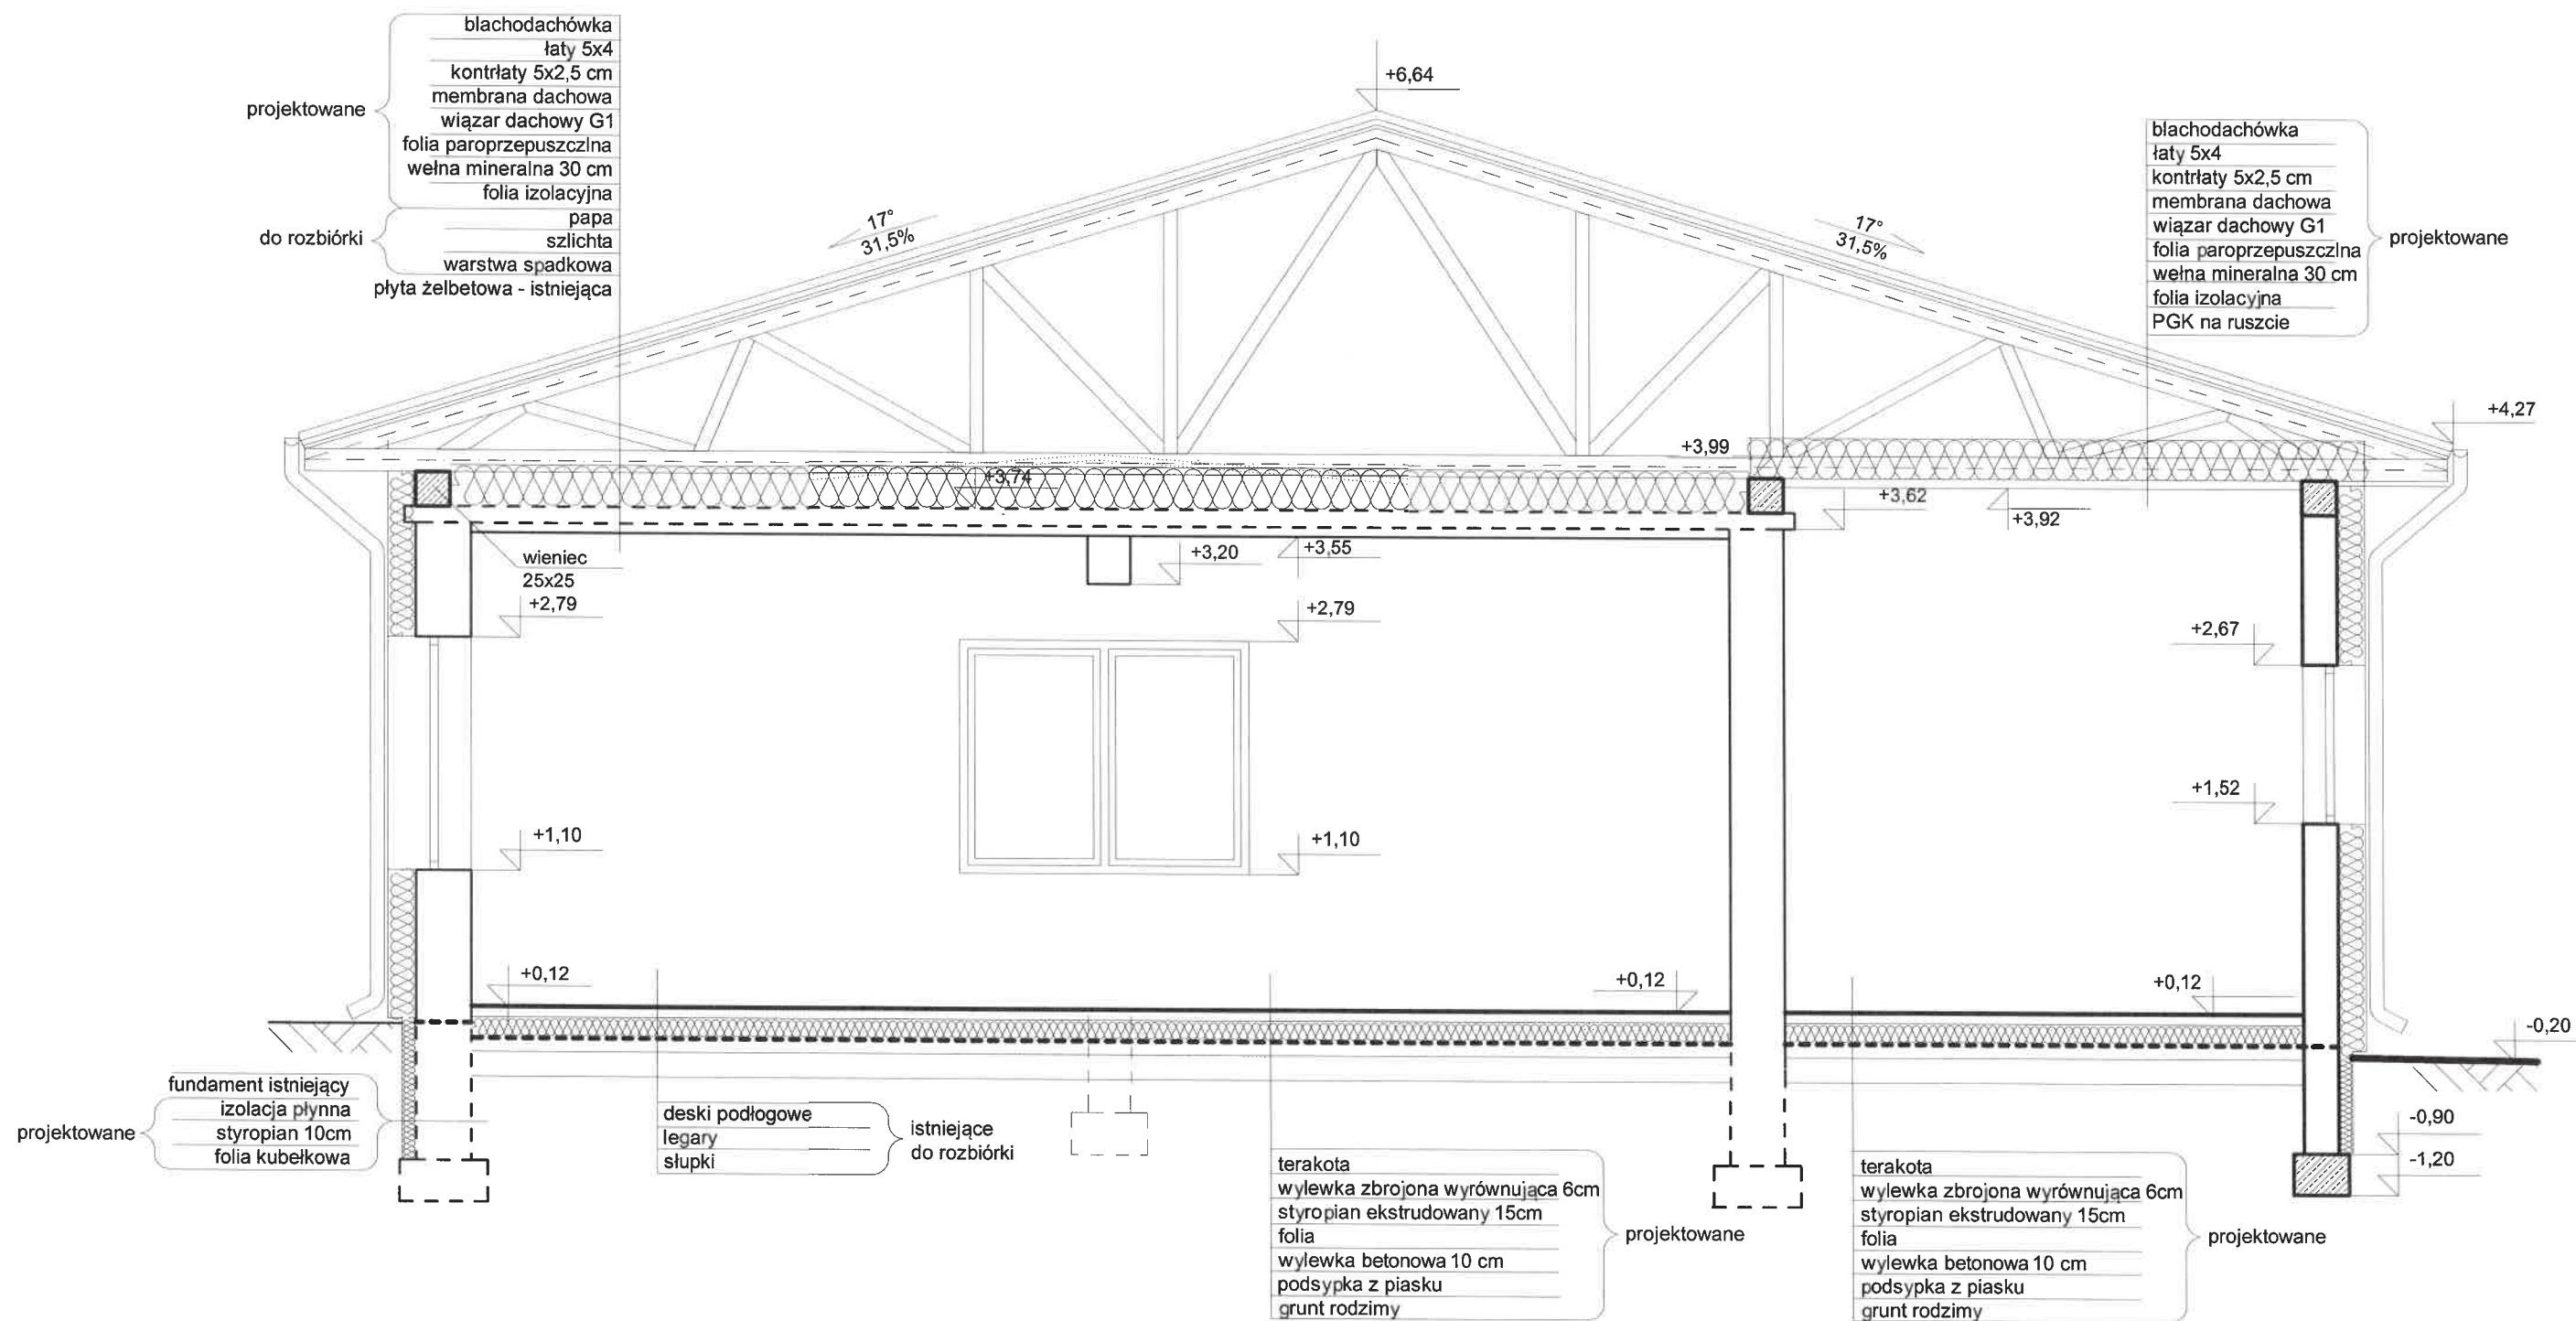 blachodachówka
łaty 5x4
kontrłaty 5x2,5 cm
membrana dachowa
wiązar dachowy G1
folia paroprzepuszczlna
wełna mineralna 30 cm
folia izolacyjna
projektowane
papa
szlichta
warstwa spadkowa
do rozbiórki
płyta żelbetowa - istniejąca
+6,64
17°
31,5%
17°
31,5%
blachodachówka
łaty 5x4
kontrłaty 5x2,5 cm
membrana dachowa
wiązar dachowy G1
folia paroprzepuszczlna
wełna mineralna 30 cm
folia izolacyjna
PGK na ruszcie
projektowane
+4,27
+3,99
+3,74
+3,62
+3,92
wieniec
25x25
+3,20
+3,55
+2,79
+2,79
+2,67
+1,52
+1,10
+1,10
+0,12
+0,12
+0,12
-0,20
-0,90
-1,20
fundament istniejący
izolacja płynna
styropian 10cm
folia kubełkowa
projektowane
deski podłogowe
legary
słupki
istniejące
do rozbiórki
terakota
wylewka zbrojona wyrównująca 6cm
styropian ekstrudowany 15cm
folia
wylewka betonowa 10 cm
podsypka z piasku
grunt rodzimy
projektowane
terakota
wylewka zbrojona wyrównująca 6cm
styropian ekstrudowany 15cm
folia
wylewka betonowa 10 cm
podsypka z piasku
grunt rodzimy
projektowane